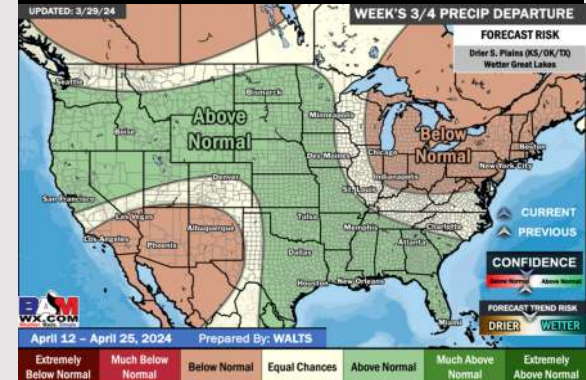 UPDATED: 3/29/24
WEEK'S 3/4 PRECIP DEPARTURE
FORECAST RISK
Drier S. Plains (KS/OK/TX)
Wetter Great Lakes
Seattle
Bismarck
Above
Normal
Minneapolis
Below
Normal
Boise
Chicago
Boston
Des Moines
New York City
Indianapolis
Denver
St. Louis
San Francisco
Las Vegas
Charlotte
CURRENT
Los Angeles
Albuquerque
Tulsa
Memphis
PREVIOUS
Phoenix
Atlanta
Dallas
CONFIDENCE
Below Normal
Above Normal
Houston
New Orleans
FORECAST TREND RISK
Miami
DRIER
WETTER
BAM
WX.COM
April 12 – April 25, 2024
Prepared By: WALTS
Extremely
Below Normal
Much Below
Normal
Below Normal
Equal Chances
Above Normal
Much Above
Normal
Extremely
Above Normal